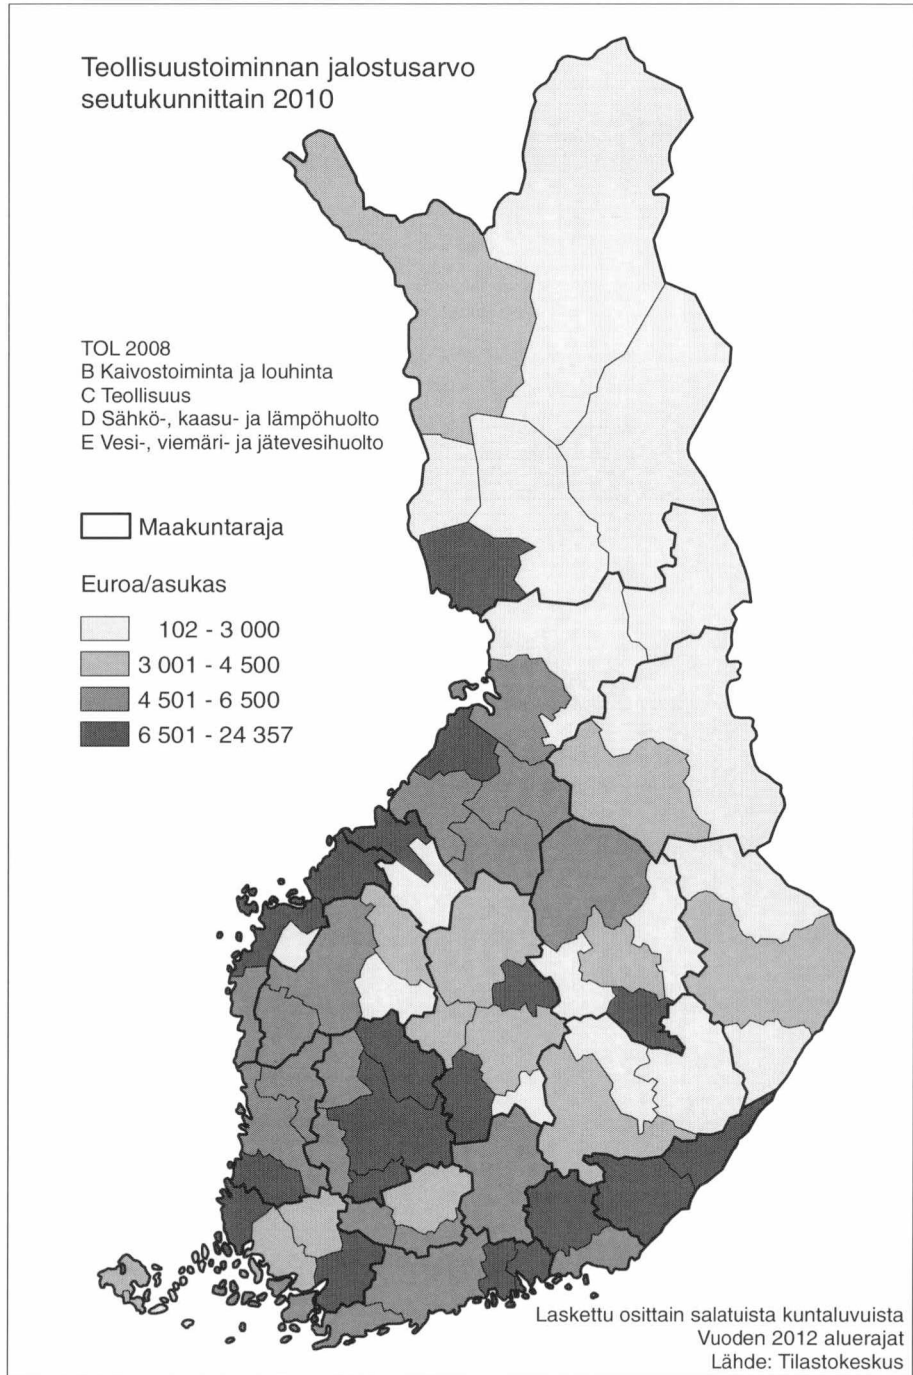 Teollisuustoiminnan jalostusarvo
seutukunnittain 2010
TOL 2008
B Kaivostoiminta ja louhinta
C Teollisuus
D Sähkö-, kaasu- ja lämpöhuolto
E Vesi-, viemäri- ja jätevesihuolto
Maakuntaraja
Euroa/asukas
102 - 3 000
3 001 - 4 500
4 501 - 6 500
6 501 - 24 357
Laskettu osittain salatuista kuntaluvuista
Vuoden 2012 aluerajat
Lähde: Tilastokeskus